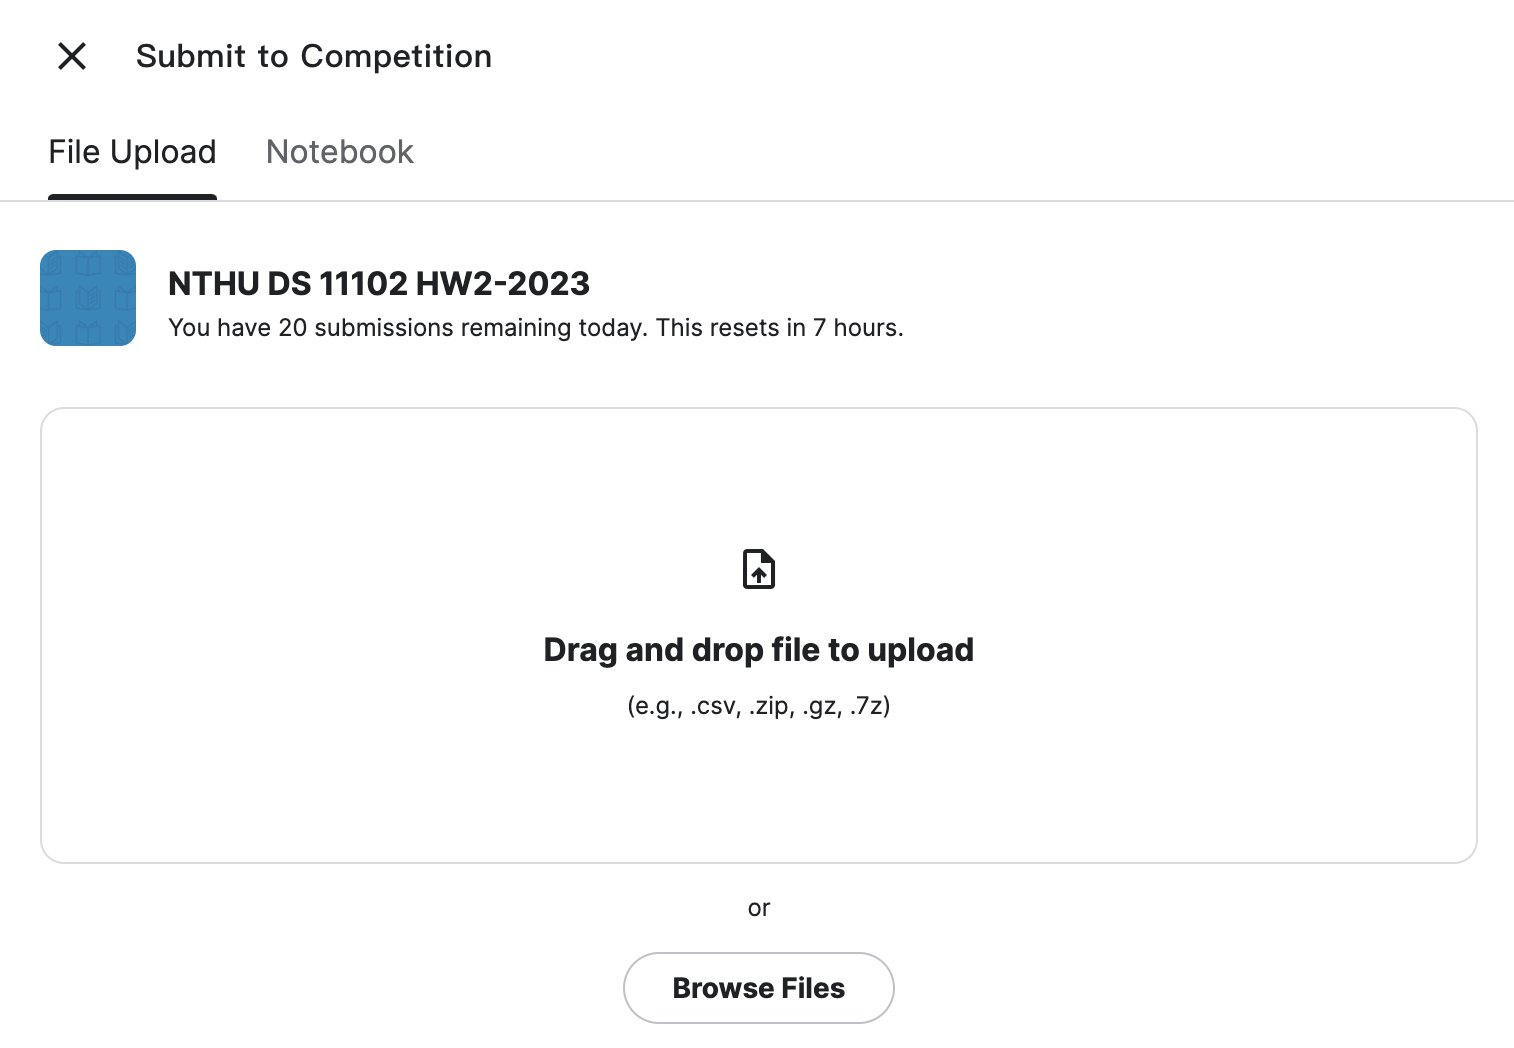 Submit to Competition
File Upload
Notebook
NTHU DS 11102 HW2-2023
You have 20 submissions remaining today. This resets in 7 hours.
Drag and drop file to upload
(e.g., .csv, .zip, .gz, .7z)
or
Browse Files